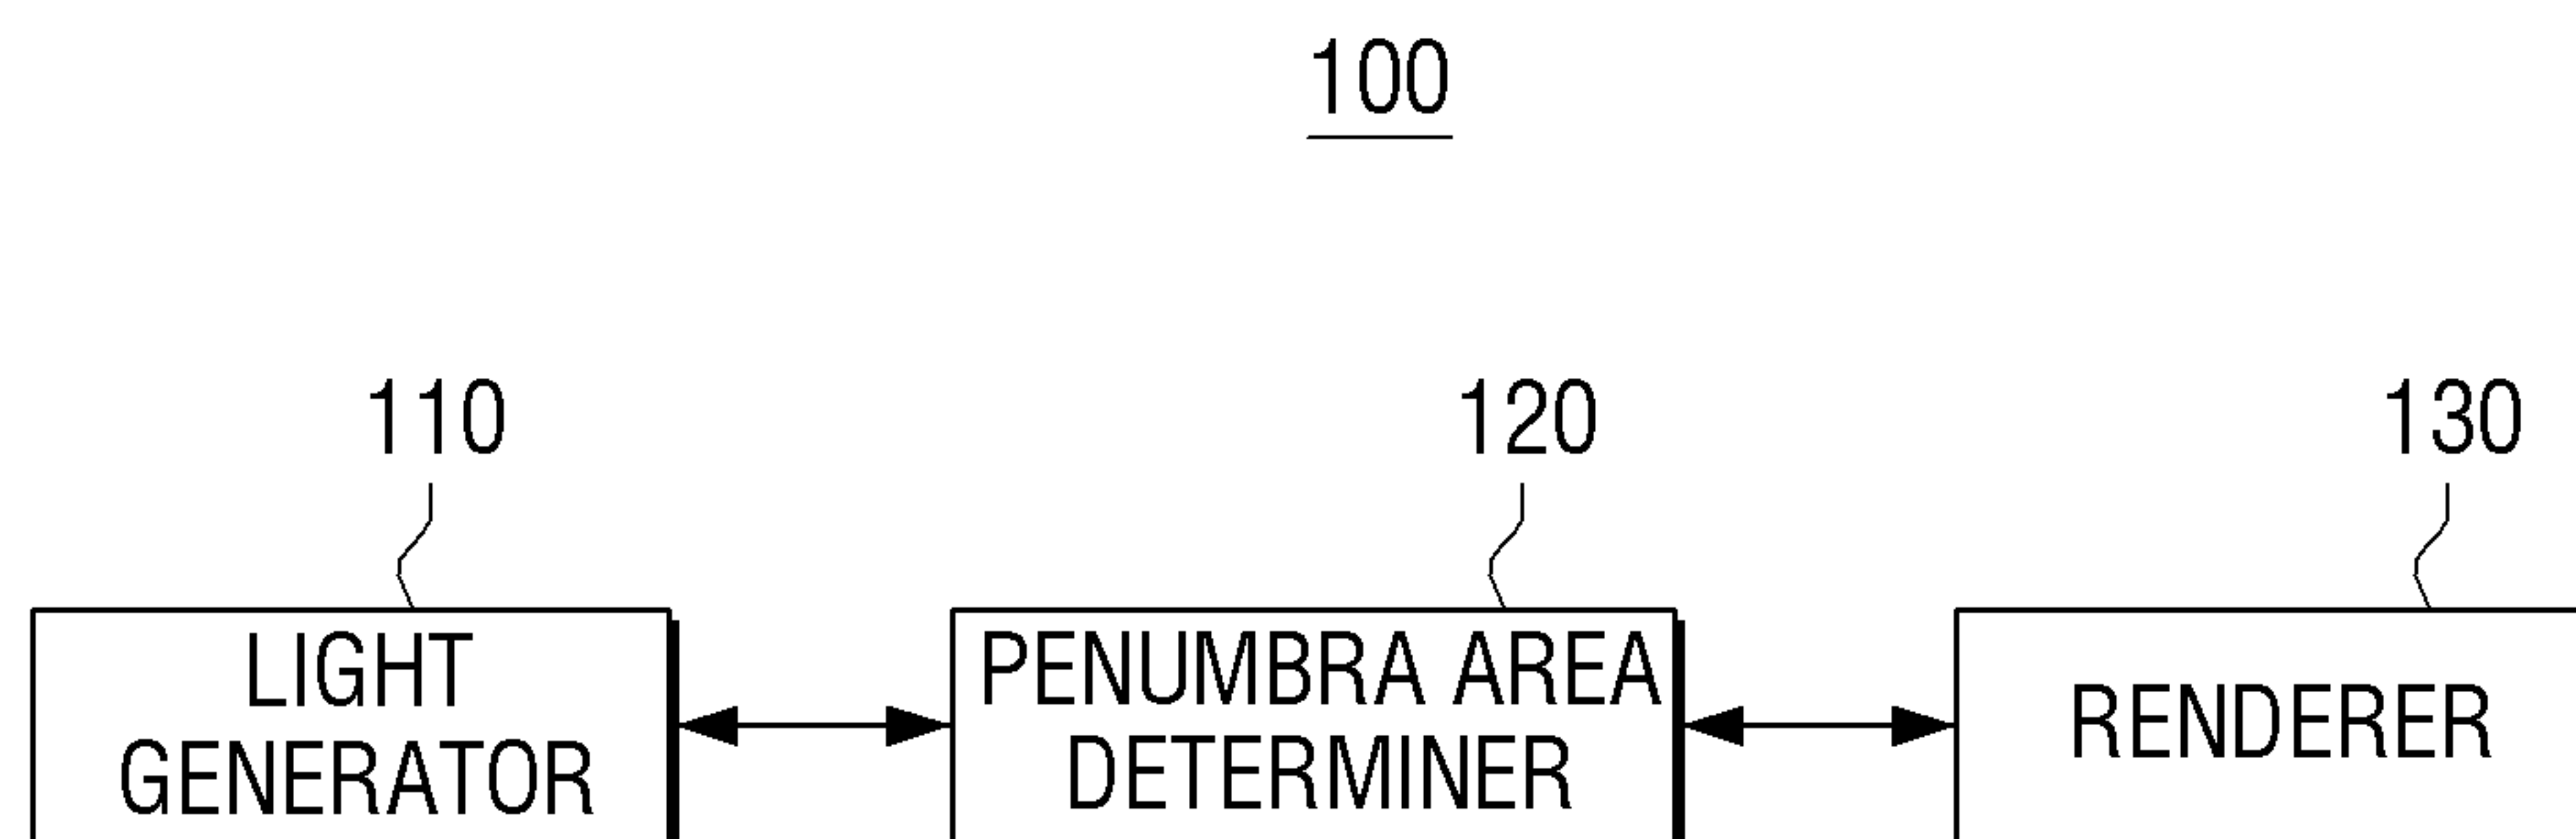 100
110
120
130
LIGHT
GENERATOR
PENUMBRA AREA
DETERMINER
RENDERER